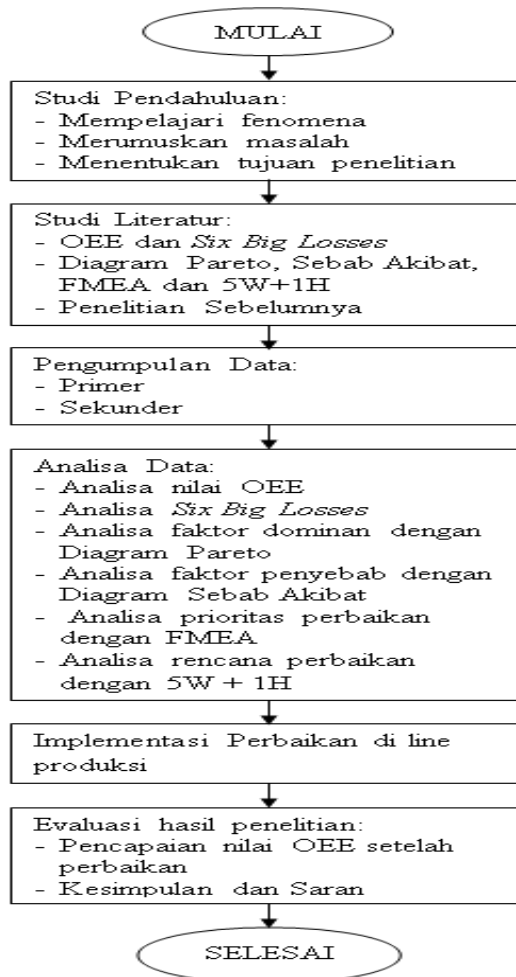 MULAI
Studi Pendahuluan:
- Mempelajari fenomena
- Merumuskan masalah
- Menentukan tujuan penelitian
Studi Literatur:
- OEE dan Six Big Losses
- Diagram Pareto, Sebab Akibat,
FMEA dan 5W+1H
- Penelitian Sebelumnya
Pengumpulan Data:
- Primer
- Sekunder
Analisa Data:
- Analisa nilai OEE
- Analisa Six Big Losses
- Analisa faktor dominan dengan
Diagram Pareto
- Analisa faktor penyebab dengan
Diagram Sebab Akibat
- Analisa prioritas perbaikan
dengan FMEA
- Analisa rencana perbaikan
dengan 5W + 1H
Implementasi Perbaikan di line
produksi
Evaluasi hasil penelitian:
- Pencapaian nilai OEE setelah
perbaikan
- Kesimpulan dan Saran
SELESAI